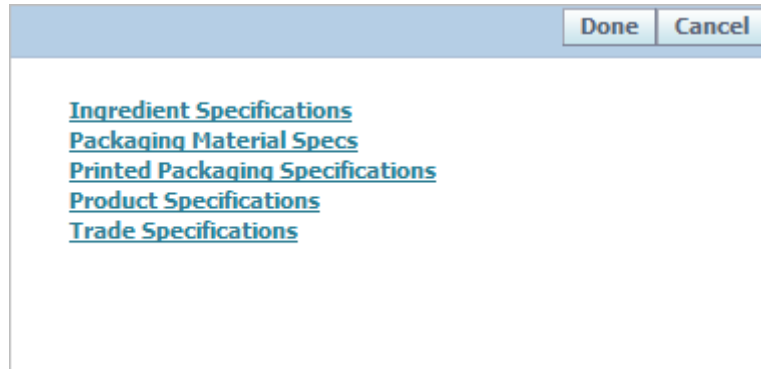 Done Cancel
Ingredient Specifications
Packaging Material Specs
Printed Packaging Specifications
Product Specifications
Trade Specifications